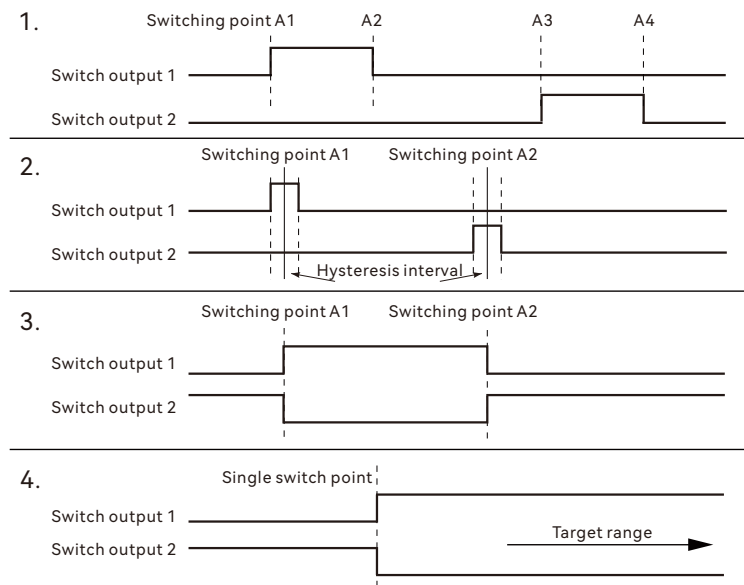 1.
Switching point A1 A2 A3 A4
Switch output 1
Switch output 2
2.
Switching point A1 Switching point A2
Switch output 1
Switch output 2
Hysteresis interval
3.
Switching point A1 Switching point A2
Switch output 1
Switch output 2
4.
Single switch point
Switch output 1
Target range
Switch output 2